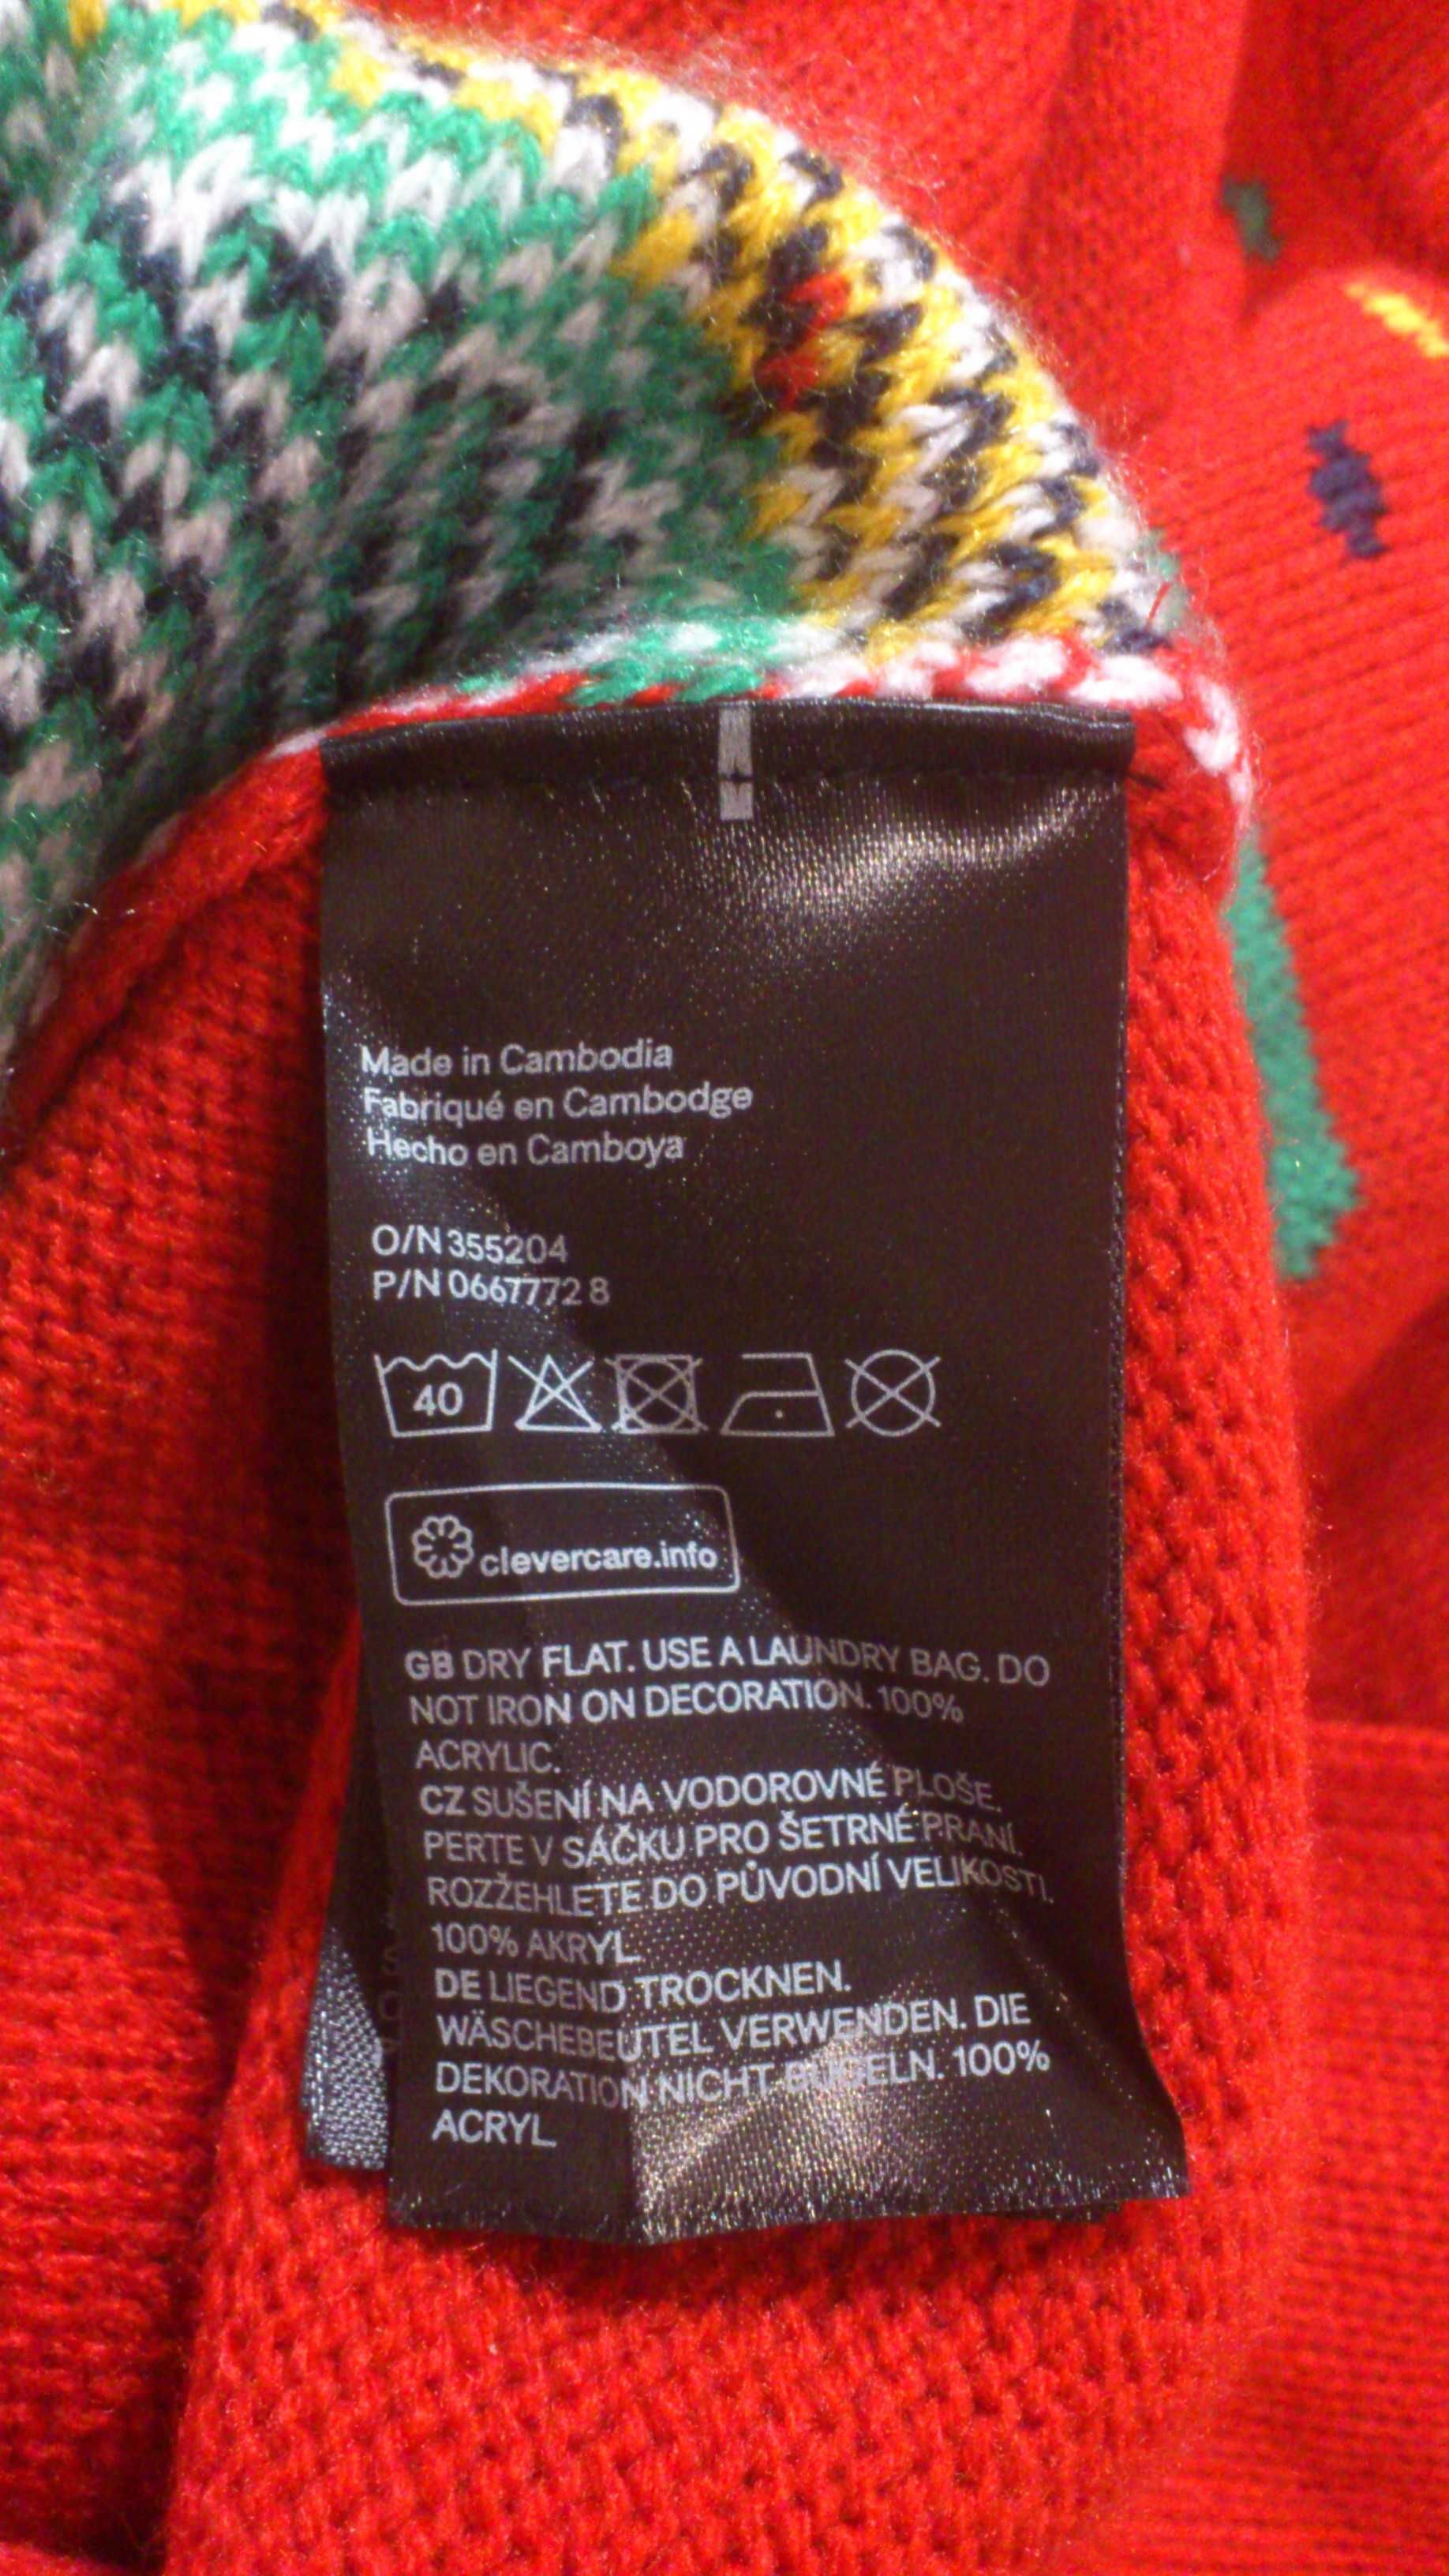 Made in Cambodia
Fabriqué en Cambodge
Hecho en Camboya
O/N 355204
P/N 0667772 8
40
clevercare.info
GB DRY FLAT. USE A LAUNDRY BAG. DO
NOT IRON ON DECORATION. 100%
ACRYLIC.
CZ SUŠENÍ NA VODOROVNÉ PLOŠE.
PERTE V SÁČKU PRO ŠETRNÉ PRANÍ.
ROZŽEHLETE DO PŮVODNÍ VELIKOSTI.
100% AKRYL
DE LIEGEND TROCKNEN.
WÄSCHEBEUTEL VERWENDEN. DIE
DEKORATION NICHT BÜGELN. 100%
ACRYL